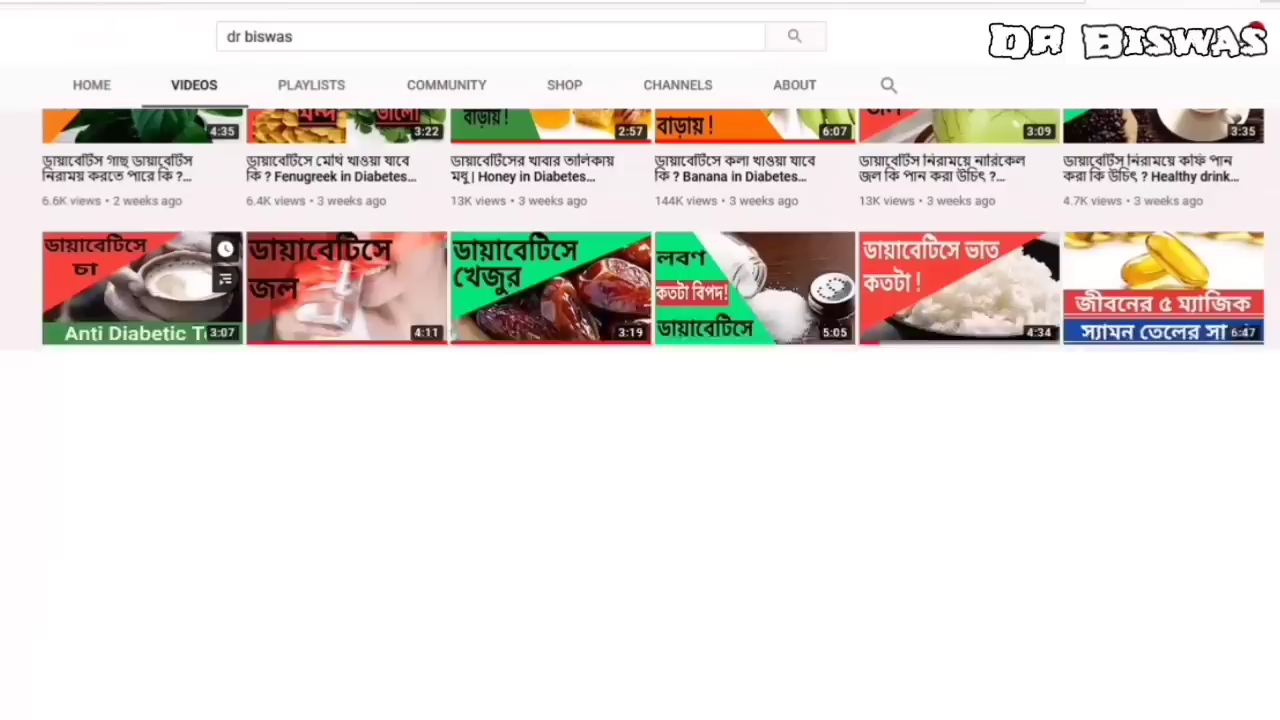 dr biswas
DR BISWAS
HOME VIDEOS PLAYLISTS COMMUNITY SHOP CHANNELS ABOUT
মন্দ ভালো
বাড়ায় !
বাড়ায় !
4:35 3:22 2:57 6:07 3:09 3:35
ডায়াবেটিস গাছ ডায়াবেটিস
নিরাময় করতে পারে কি ?...
6.6K views • 2 weeks ago
ডায়াবেটিসে মেথি খাওয়া যাবে
কি ? Fenugreek in Diabetes...
6.4K views • 3 weeks ago
ডায়াবেটিসের খাবার তালিকায়
মধু | Honey in Diabetes...
13K views • 3 weeks ago
ডায়াবেটিসে কলা খাওয়া যাবে
কি ? Banana in Diabetes...
144K views • 3 weeks ago
ডায়াবেটিস নিরাময়ে নারিকেল
জল কি পান করা উচিৎ ?...
13K views • 3 weeks ago
ডায়াবেটিস নিরাময়ে কফি পান
করা কি উচিৎ ? Healthy drink...
4.7K views • 3 weeks ago
ডায়াবেটিসে
চা
Anti Diabetic T
3:07
ডায়াবেটিসে
জল
4:11
ডায়াবেটিসে
খেজুর
3:19
লবণ
কতটা বিপদ!
ডায়াবেটিসে
5:05
ডায়াবেটিসে ভাত
কতটা !
4:34
জীবনের ৫ ম্যাজিক
স্যামন তেলের সা
6:47